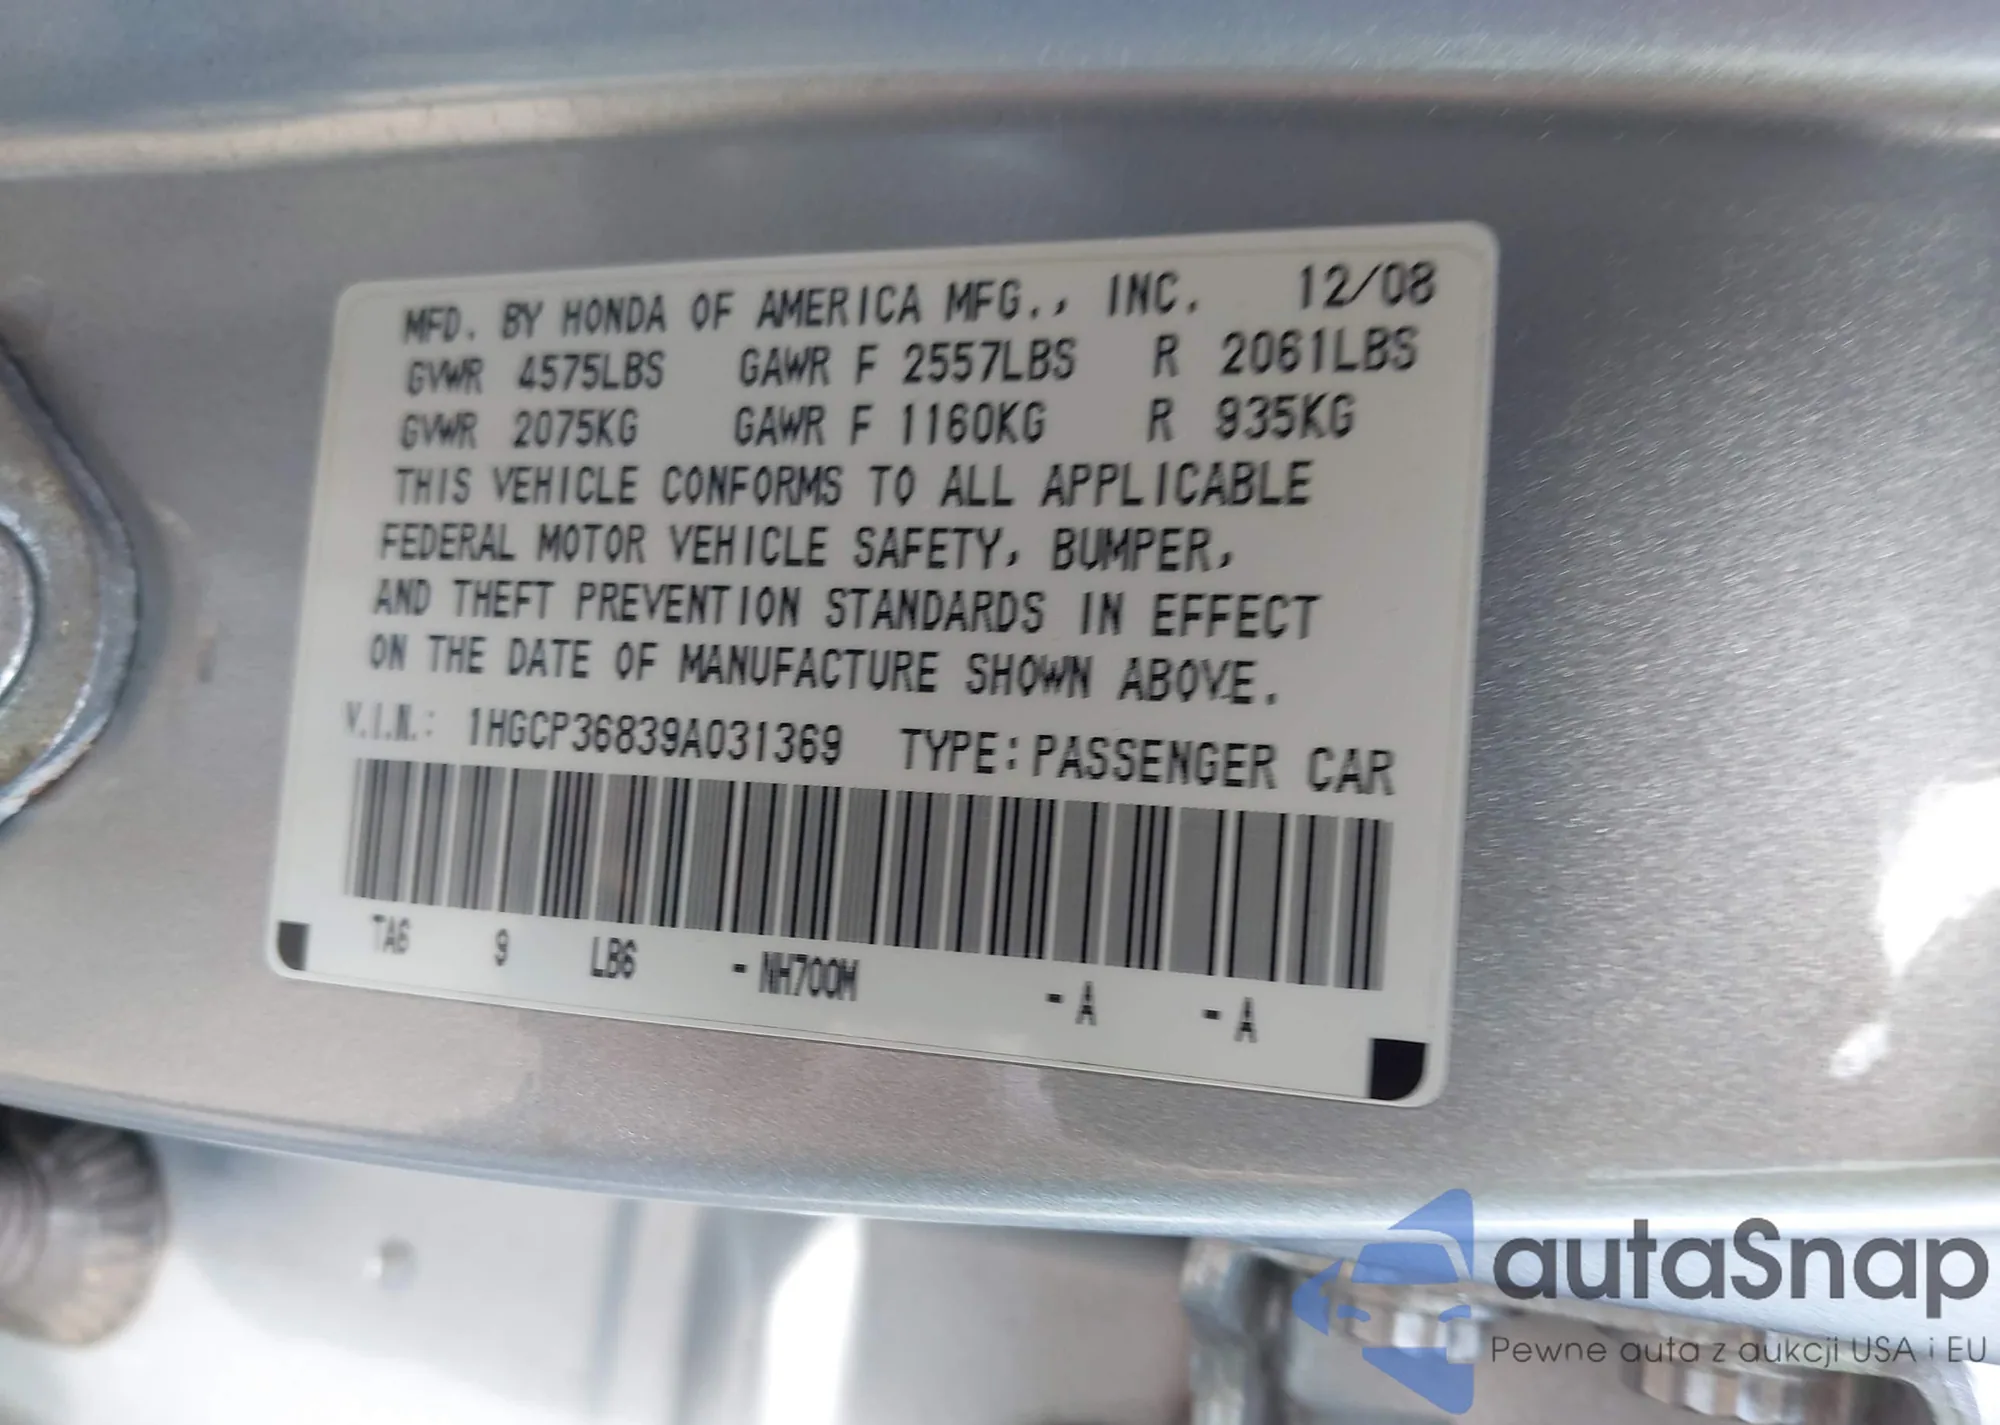 MFD. BY HONDA OF AMERICA MFG., INC. 12/08
GVWR 4575LBS GAWR F 2557LBS R 2061LBS
GVWR 2075KG GAWR F 1160KG R 935KG
THIS VEHICLE CONFORMS TO ALL APPLICABLE
FEDERAL MOTOR VEHICLE SAFETY, BUMPER,
AND THEFT PREVENTION STANDARDS IN EFFECT
ON THE DATE OF MANUFACTURE SHOWN ABOVE.
V.I.N.: 1HGCP36839A031369 TYPE: PASSENGER CAR
TA6 9 LB6 -NH700M -A -A
autaSnap
Pewne auta z aukcji USA i EU